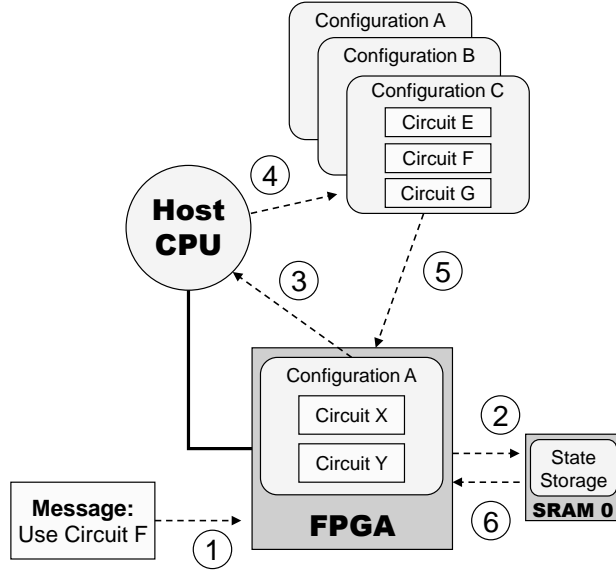 Configuration A
Configuration B
Configuration C
Circuit E
Circuit F
Circuit G
4
Host
CPU
3
5
Configuration A
Circuit X
Circuit Y
FPGA
2
State
Storage
SRAM 0
6
Message:
Use Circuit F
1